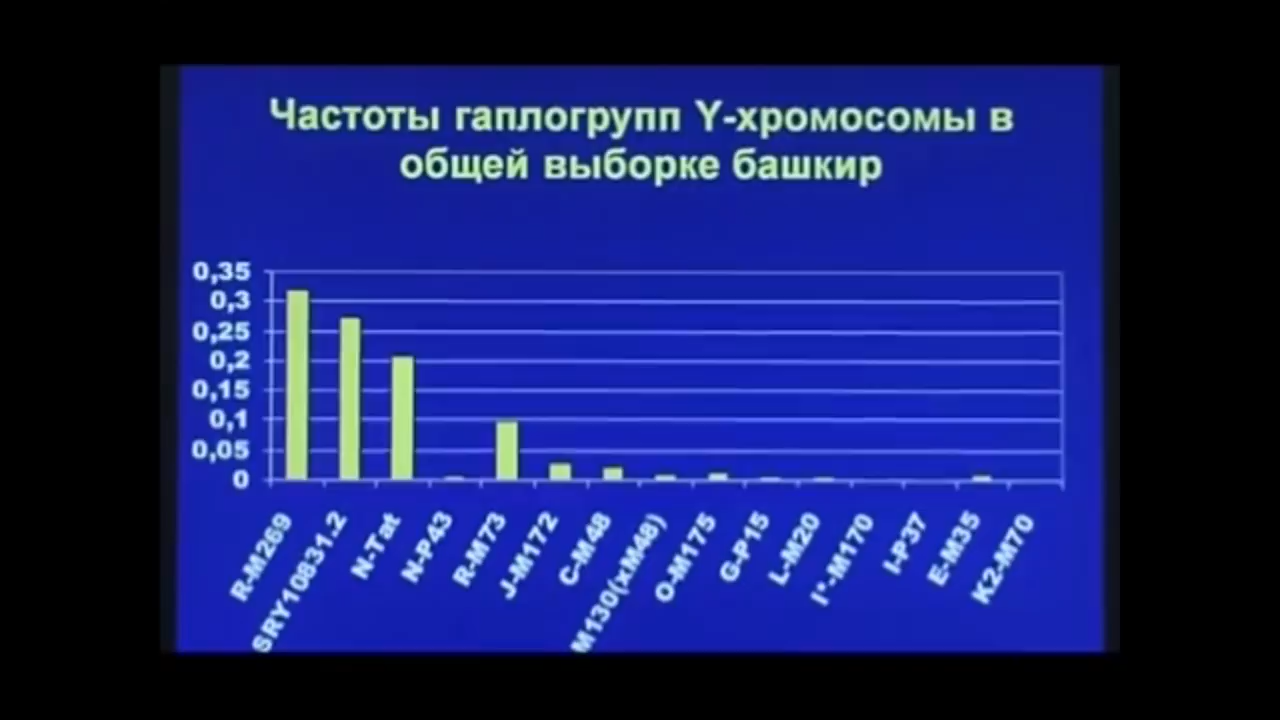 Частоты гаплогрупп Y-хромосомы в
общей выборке башкир
0,35
0,3
0,25
0,2
0,15
0,1
0,05
0
R-M269
SRY10831.2
N-Tat
N-P43
R-M73
J-M172
C-M48
M130(xM48)
O-M175
G-P15
L-M20
I*-M170
I-P37
E-M35
K2-M70